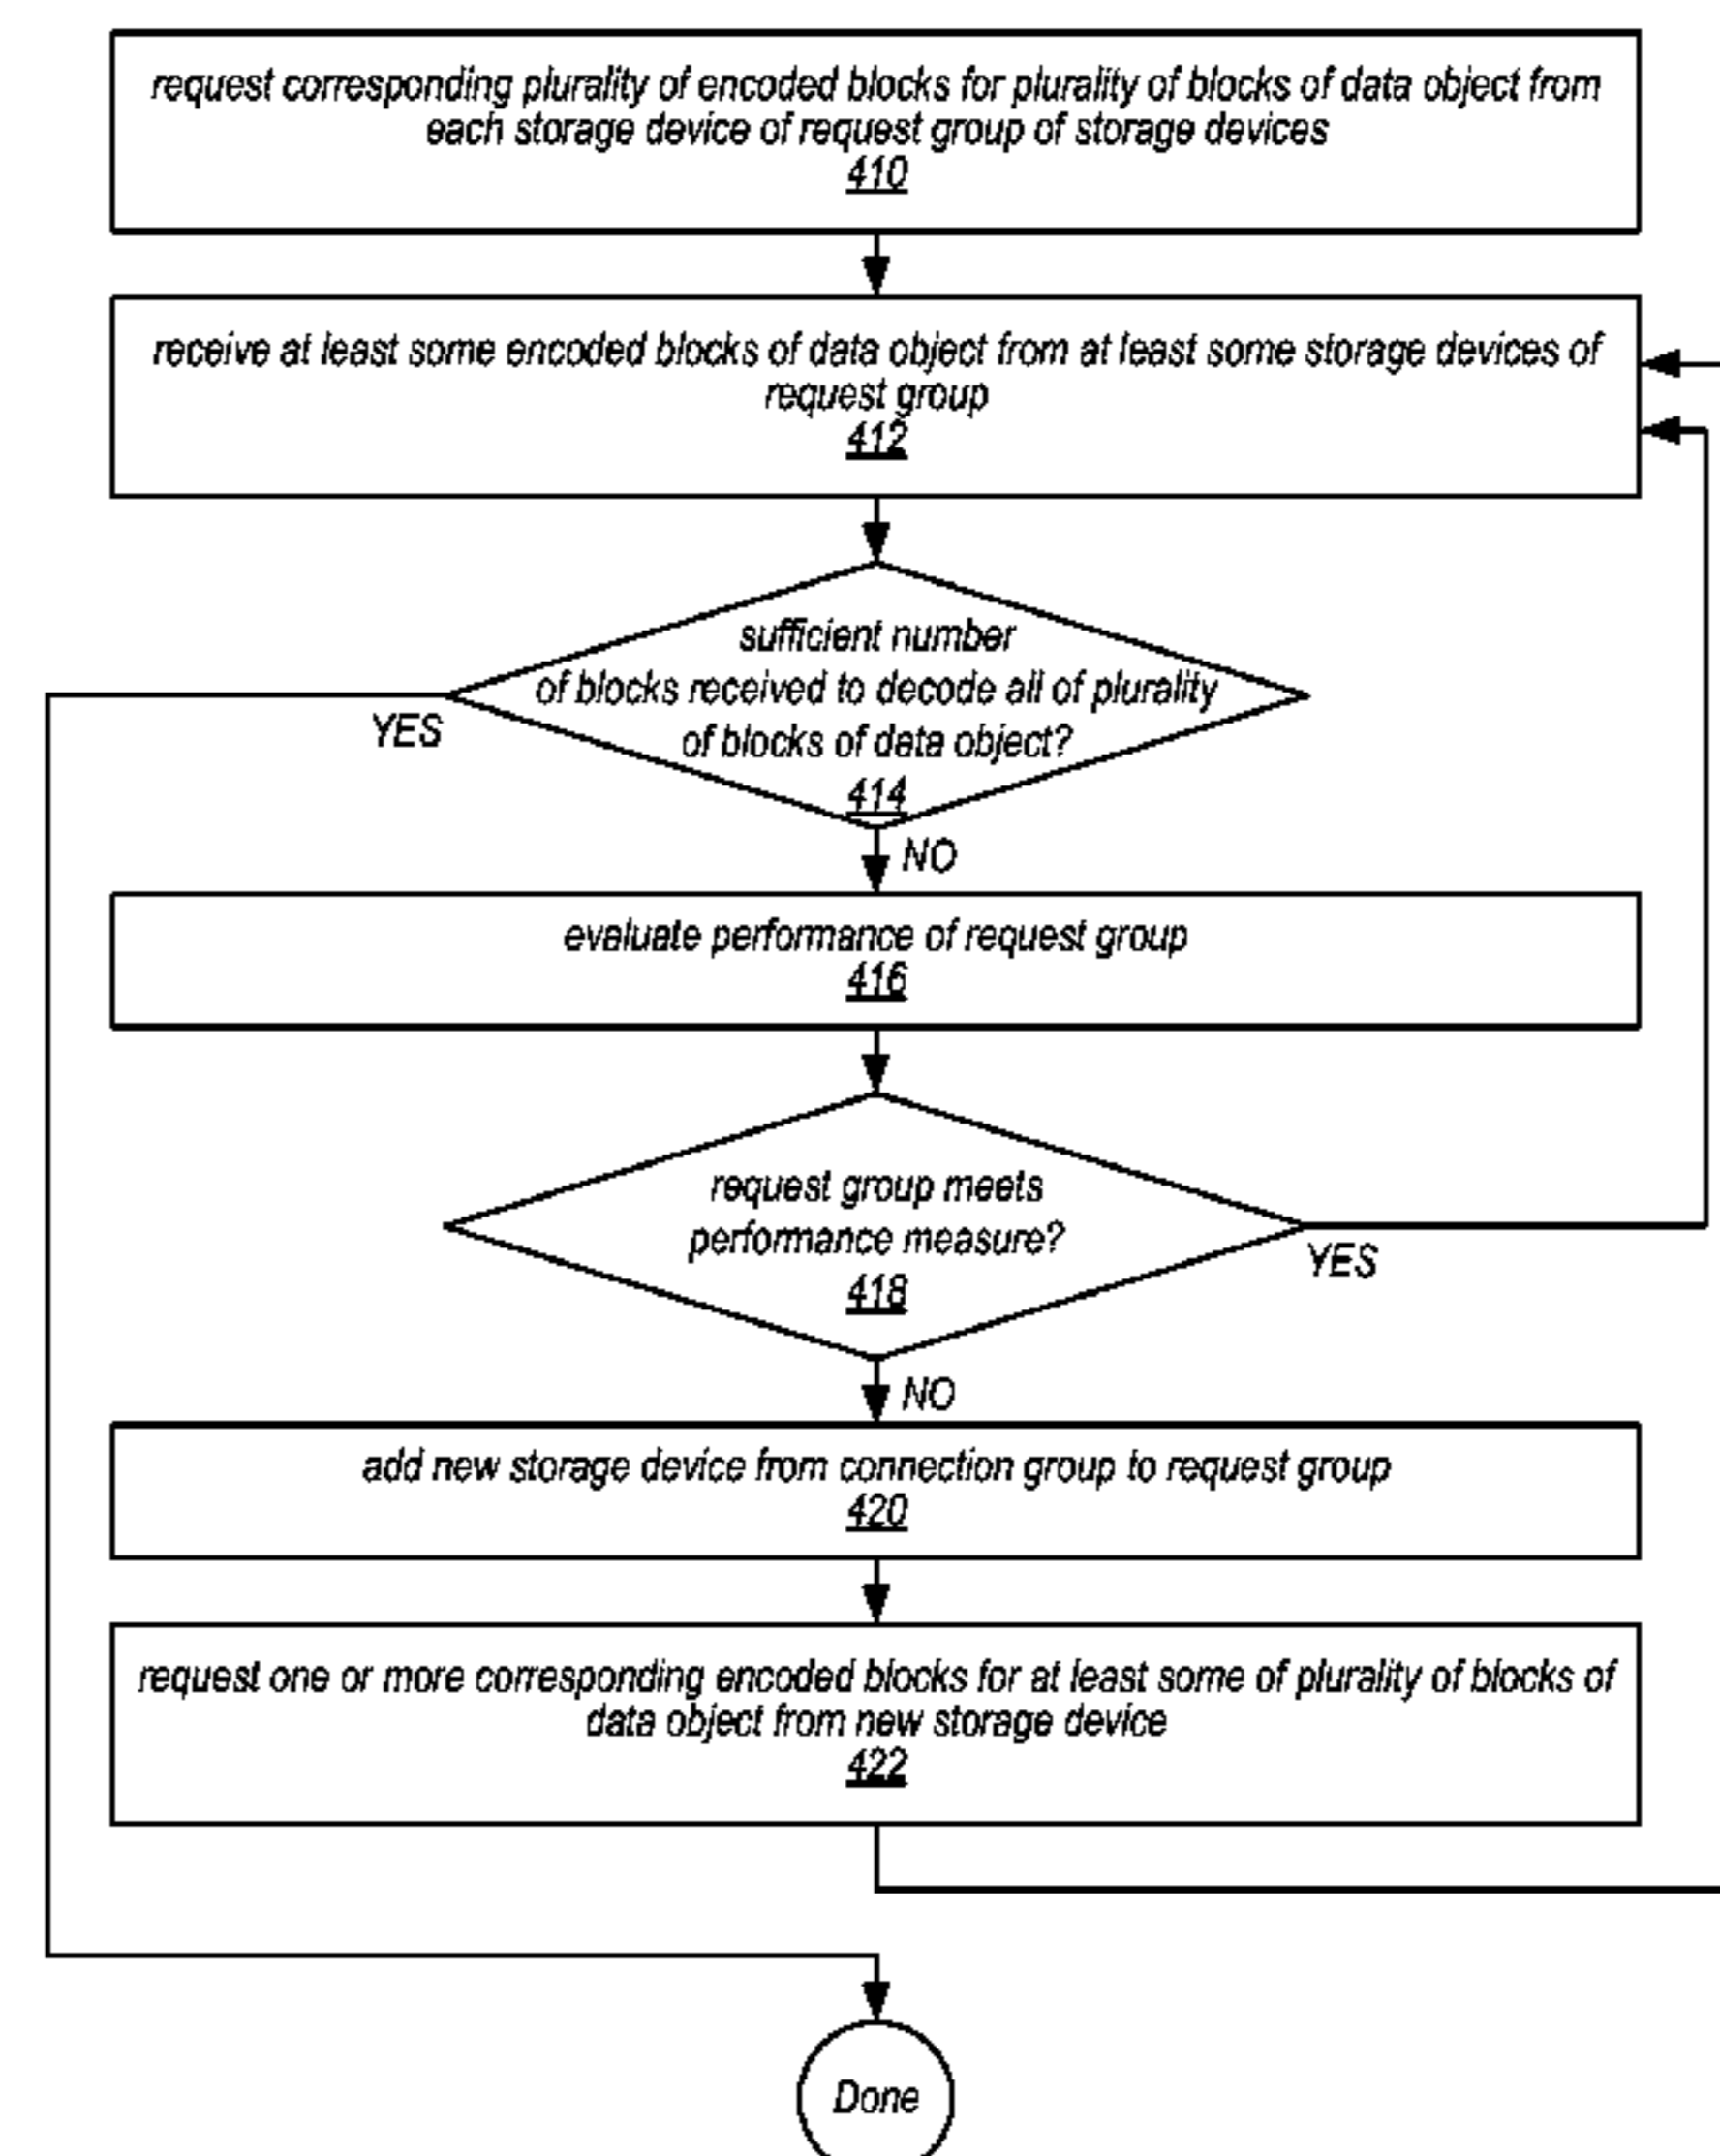 request corresponding plurality of encoded blocks for plurality of blocks of data object from
each storage device of request group of storage devices
410
receive at least some encoded blocks of data object from at least some storage devices of
request group
412
sufficient number
of blocks received to decode all of plurality
of blocks of data object?
414
YES
NO
evaluate performance of request group
416
request group meets
performance measure?
418
YES
NO
add new storage device from connection group to request group
420
request one or more corresponding encoded blocks for at least some of plurality of blocks of
data object from new storage device
422
Done